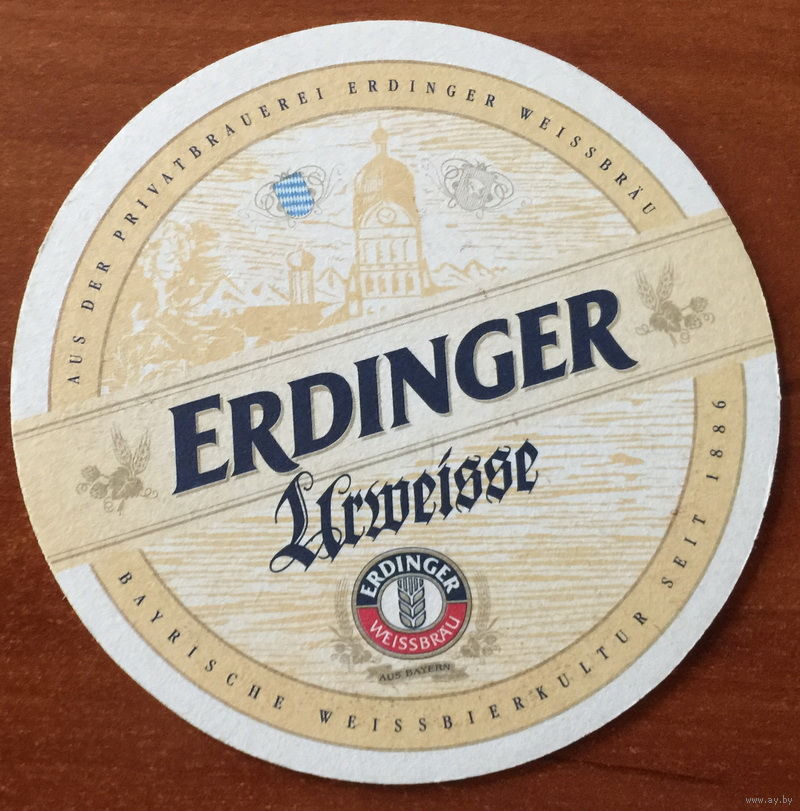 AUS DER PRIVATBRAUEREI ERDINGER WEISSBRÄU
ERDINGER
Urweisse
ERDINGER
WEISSBRÄU
AUS BAYERN
BAYRISCHE WEISSBIERKULTUR SEIT 1886
www.ay.by